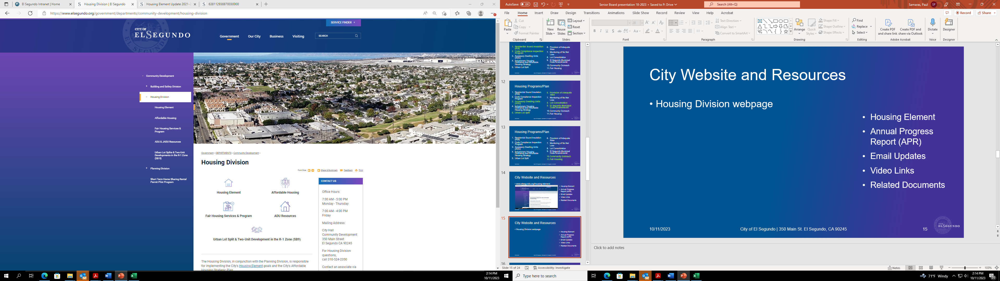 El Segundo Intranet | Home
Housing Division | El Segundo
Housing Element Update 2021-2
638112938870030000
https://www.elsegundo.org/government/departments/community-development/housing-division
SERVICE FINDER
CITY OF
EL SEGUNDO
Government
Our City
Business
Visiting
SEARCH
- Community Development
+ Building and Safety Division
- Housing Division
Housing Element
Affordable Housing
Fair Housing Services &
Program
ADU & JADU Resources
Urban Lot Splits & Two-Unit
Developments in the R-1 Zone
(SB 9)
+ Planning Division
Short Term Home Sharing Rental
Permit Pilot Program
Government » DEPARTMENTS » Community Development »
Housing Division
Font Size:
Share & Bookmark
Feedback
Print
Housing Element
Affordable Housing
Fair Housing Services & Program
ADU Resources
Urban Lot Split & Two-Unit Development in the R-1 Zone (SB9)
CONTACT US
Office Hours:
7:00 AM - 5:00 PM
Monday - Thursday
7:00 AM - 4:00 PM
Friday
Mailing Address:
City Hall
Community Development
350 Main Street
El Segundo CA 90245
For Housing Division
questions,
call 310-524-2350
Contact an associate via
The Housing Division, in conjunction with the Planning Division, is responsible
for implementing the City's Housing Element goals and the City's Affordable
Housing Strategic Plan.
2:14 PM
10/11/2023
AutoSave Off
Senior Board presentation 10-2023 • Saved to P: Drive
Search (Alt+Q)
Samaras, Paul
SP
File
Home
Insert
Draw
Design
Transitions
Animations
Slide Show
Record
Review
View
Help
Acrobat
Record
Share
Paste
Cut
Copy
Format Painter
Clipboard
New
Slide
Reuse
Slides
Layout
Reset
Section
Slides
28
Font
Text Direction
Align Text
Convert to SmartArt
Paragraph
Arrange
Quick
Styles
Shape Fill
Shape Outline
Shape Effects
Drawing
Find
Replace
Select
Editing
Create PDF
and share link
Create PDF and
share via Outlook
Adobe Acrobat
Dictate
Voice
Designer
Designer
1. Residential Sound Insulation
(RSI)
2. Code Compliance Inspection
Program
3. Accessory Dwelling Units
(ADU)
4. Inclusionary Housing
Ordinance and Affordable
Housing Strategy
5. Urban Lot Split
6. Provision of Adequate
Sites
7. Monitoring of No Net
Loss
8. Lot Consolidation
9. El Segundo Municipal
Code Amendments
10. Community Outreach
11. Fair Housing
12
Housing Programs/Plan
1. Residential Sound Insulation
(RSI)
2. Code Compliance Inspection
Program
3. Accessory Dwelling Units
(ADU)
4. Inclusionary Housing
Ordinance and Affordable
Housing Strategy
5. Urban Lot Split
6. Provision of Adequate
Sites
7. Monitoring of No Net
Loss
8. Lot Consolidation
9. El Segundo Municipal
Code Amendments
10. Community Outreach
11. Fair Housing
13
Housing Programs/Plan
1. Residential Sound Insulation
(RSI)
2. Code Compliance Inspection
Program
3. Accessory Dwelling Units
(ADU)
4. Inclusionary Housing
Ordinance and Affordable
Housing Strategy
5. Urban Lot Split
6. Provision of Adequate
Sites
7. Monitoring of No Net
Loss
8. Lot Consolidation
9. El Segundo Municipal
Code Amendments
10. Community Outreach
11. Fair Housing
14
City Website and Resources
• www.elsegundo.org/housing-element
• Housing Element
• Annual Progress
Report (APR)
• Email Updates
• Video Links
• Related Documents
15
City Website and Resources
• Housing Division webpage
• Housing Element
• Annual Progress
Report (APR)
• Email Updates
• Video Links
• Related Documents
16
City Website and Resources
• Housing Division webpage
• Housing Element
• Annual Progress
Report (APR)
• Email Updates
• Video Links
• Related Documents
10/11/2023
City of El Segundo | 350 Main St. El Segundo, CA 90245
15
EL SEGUNDO
Click to add notes
Slide 15 of 24
Accessibility: Investigate
Notes
103%
Type here to search
71°F Windy
2:14 PM
10/11/2023
20